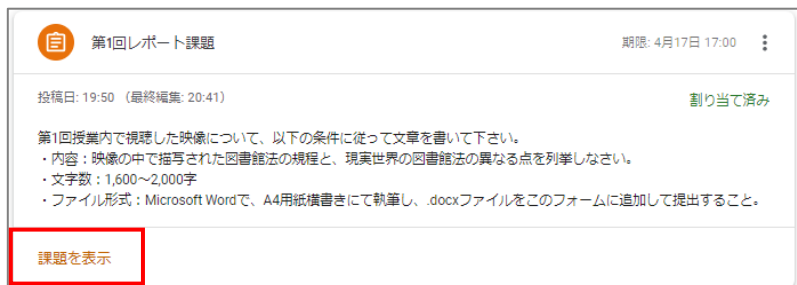 第1回レポート課題
期限: 4月17日 17:00
投稿日: 19:50 （最終編集: 20:41）
割り当て済み
第1回授業内で視聴した映像について、以下の条件に従って文章を書いて下さい。
・内容：映像の中で描写された図書館法の規程と、現実世界の図書館法の異なる点を列挙しなさい。
・文字数：1,600～2,000字
・ファイル形式：Microsoft Wordで、A4用紙横書きにて執筆し、.docxファイルをこのフォームに追加して提出すること。
課題を表示